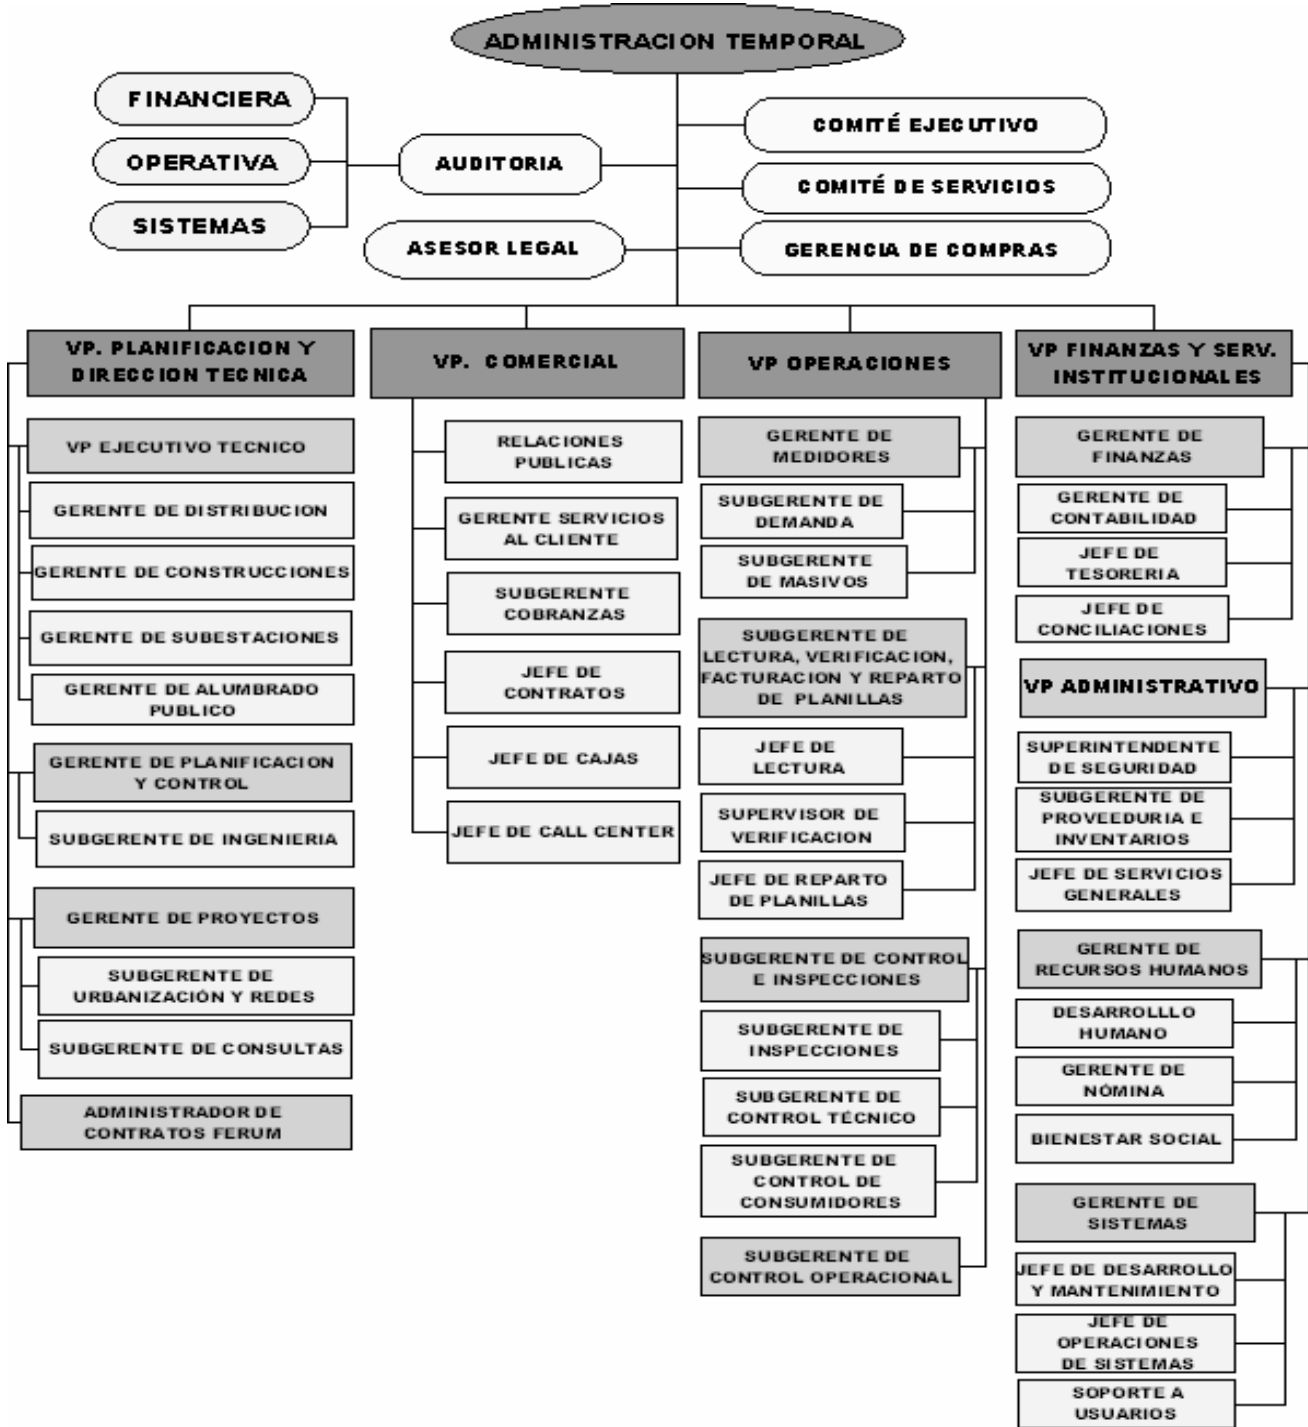 ADMINISTRACION TEMPORAL
FINANCIERA
OPERATIVA
SISTEMAS
AUDITORIA
ASESOR LEGAL
COMITÉ EJECUTIVO
COMITÉ DE SERVICIOS
GERENCIA DE COMPRAS
VP. PLANIFICACION Y
DIRECCION TECNICA
VP EJECUTIVO TECNICO
GERENTE DE DISTRIBUCION
GERENTE DE CONSTRUCCIONES
GERENTE DE SUBESTACIONES
GERENTE DE ALUMBRADO
PUBLICO
GERENTE DE PLANIFICACION
Y CONTROL
SUBGERENTE DE INGENIERIA
GERENTE DE PROYECTOS
SUBGERENTE DE
URBANIZACIÓN Y REDES
SUBGERENTE DE CONSULTAS
ADMINISTRADOR DE
CONTRATOS FERUM
VP. COMERCIAL
RELACIONES
PUBLICAS
GERENTE SERVICIOS
AL CLIENTE
SUBGERENTE
COBRANZAS
JEFE DE
CONTRATOS
JEFE DE CAJAS
JEFE DE CALL CENTER
VP OPERACIONES
GERENTE DE
MEDIDORES
SUBGERENTE DE
DEMANDA
SUBGERENTE
DE MASIVOS
SUBGERENTE DE
LECTURA, VERIFICACION,
FACTURACION Y REPARTO
DE PLANILLAS
JEFE DE
LECTURA
SUPERVISOR DE
VERIFICACION
JEFE DE REPARTO
DE PLANILLAS
SUBGERENTE DE CONTROL
E INSPECCIONES
SUBGERENTE DE
INSPECCIONES
SUBGERENTE DE
CONTROL TÉCNICO
SUBGERENTE DE
CONTROL DE
CONSUMIDORES
SUBGERENTE DE
CONTROL OPERACIONAL
VP FINANZAS Y SERV.
INSTITUCIONALES
GERENTE DE
FINANZAS
GERENTE DE
CONTABILIDAD
JEFE DE
TESORERIA
JEFE DE
CONCILIACIONES
VP ADMINISTRATIVO
SUPERINTENDENTE
DE SEGURIDAD
SUBGERENTE DE
PROVEEDURIA E
INVENTARIOS
JEFE DE SERVICIOS
GENERALES
GERENTE DE
RECURSOS HUMANOS
DESARROLLLO
HUMANO
GERENTE DE
NÓMINA
BIENESTAR SOCIAL
GERENTE DE
SISTEMAS
JEFE DE DESARROLLO
Y MANTENIMIENTO
JEFE DE
OPERACIONES
DE SISTEMAS
SOPORTE A
USUARIOS